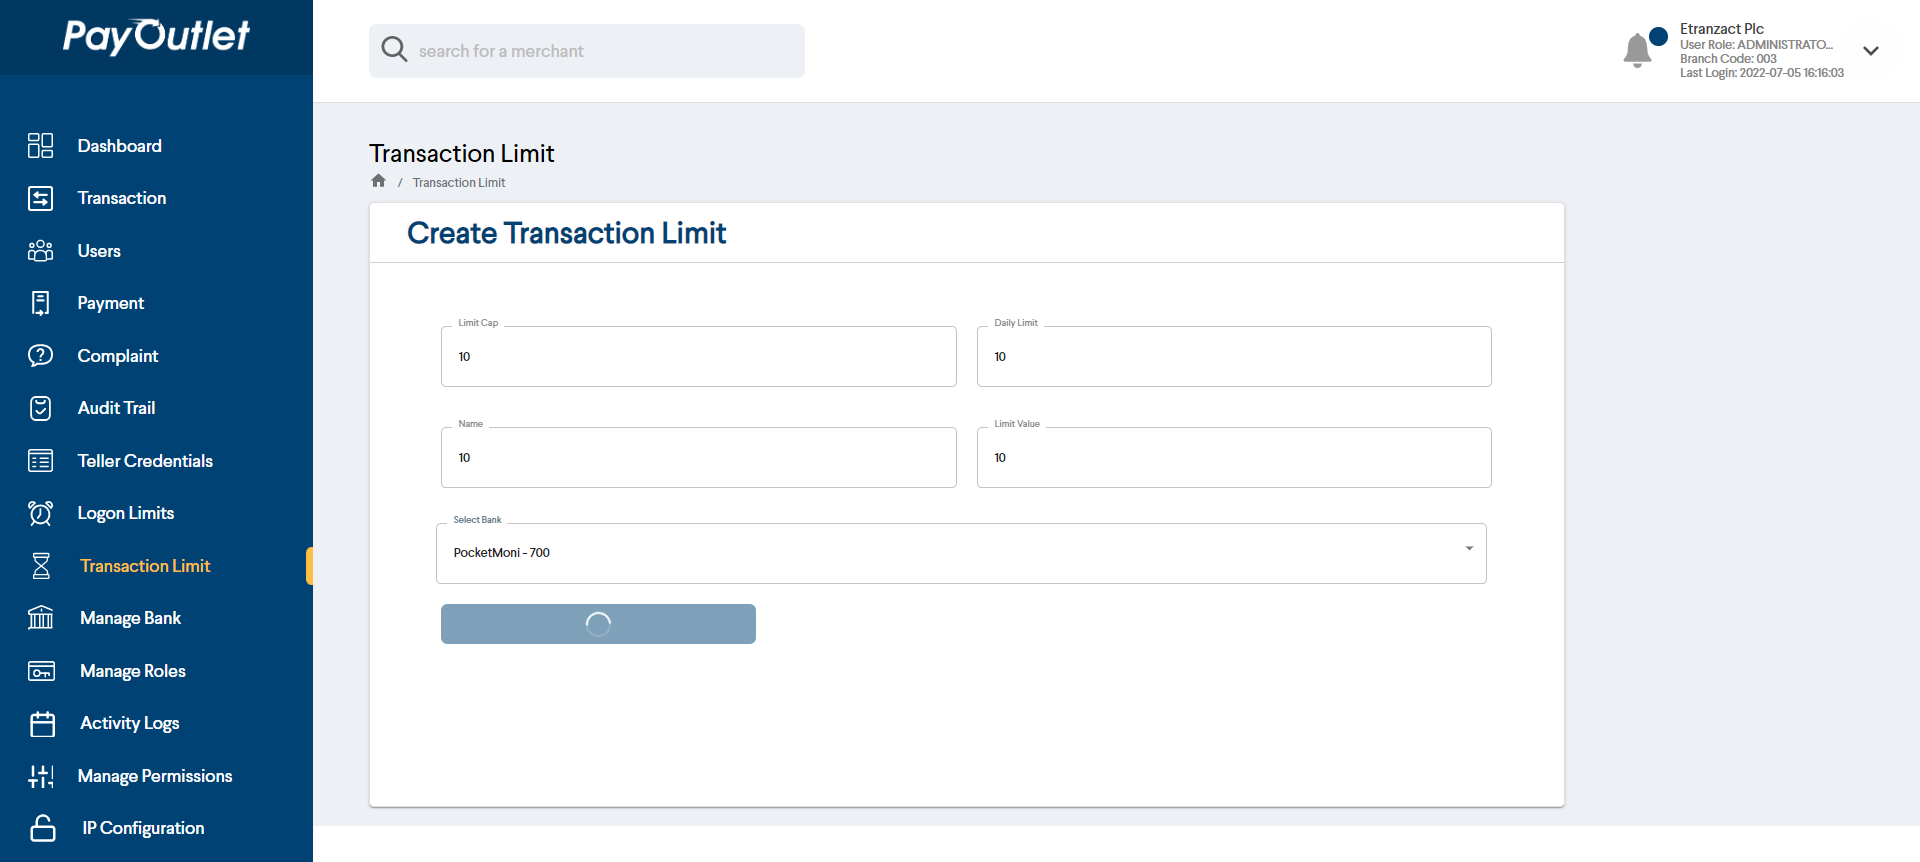 PayOutlet
search for a merchant
Etranzact Plc
User Role: ADMINISTRATO...
Branch Code: 003
Last Login: 2022-07-05 16:16:03
Dashboard
Transaction
Users
Payment
Complaint
Audit Trail
Teller Credentials
Logon Limits
Transaction Limit
Manage Bank
Manage Roles
Activity Logs
Manage Permissions
IP Configuration
Transaction Limit
/ Transaction Limit
Create Transaction Limit
Limit Cap
10
Daily Limit
10
Name
10
Limit Value
10
Select Bank
PocketMoni - 700